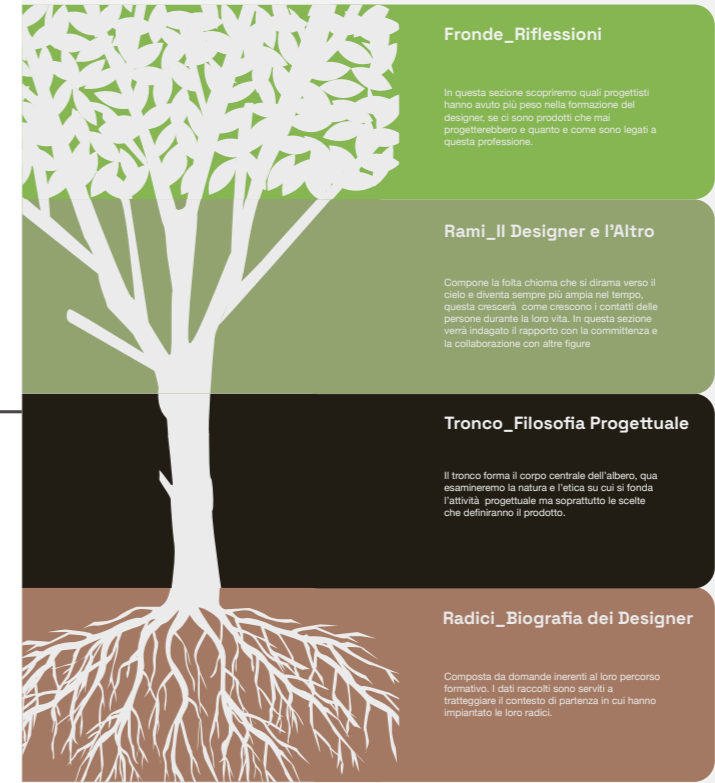 Fronde_Riflessioni
In questa sezione scopriremo quali progettisti
hanno avuto più peso nella formazione del
designer, se ci sono prodotti che mai
progetterebbero e quanto e come sono legati a
questa professione.
Rami_Il Designer e l'Altro
Compone la folta chioma che si dirama verso il
cielo e diventa sempre più ampia nel tempo,
questa crescerà come crescono i contatti delle
persone durante la loro vita. In questa sezione
verrà indagato il rapporto con la committenza e
la collaborazione con altre figure
Tronco_Filosofia Progettuale
Il tronco forma il corpo centrale dell'albero, qua
esamineremo la natura e l'etica su cui si fonda
l'attività progettuale ma soprattutto le scelte
che definiranno il prodotto.
Radici_Biografia dei Designer
Composta da domande inerenti al loro percorso
formativo. I dati raccolti sono serviti a
tratteggiare il contesto di partenza in cui hanno
impiantato le loro radici.